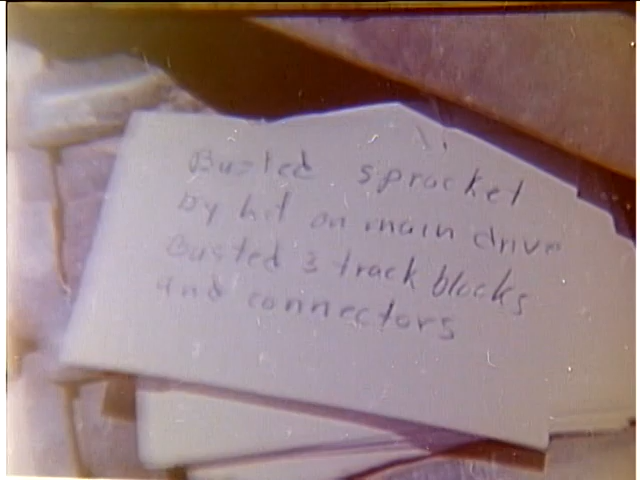 Busted sprocket
by hit on main drive
Busted 3 track blocks
and connectors